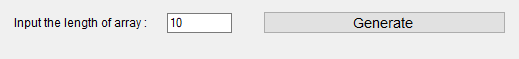 Input the length of array : 10 Generate